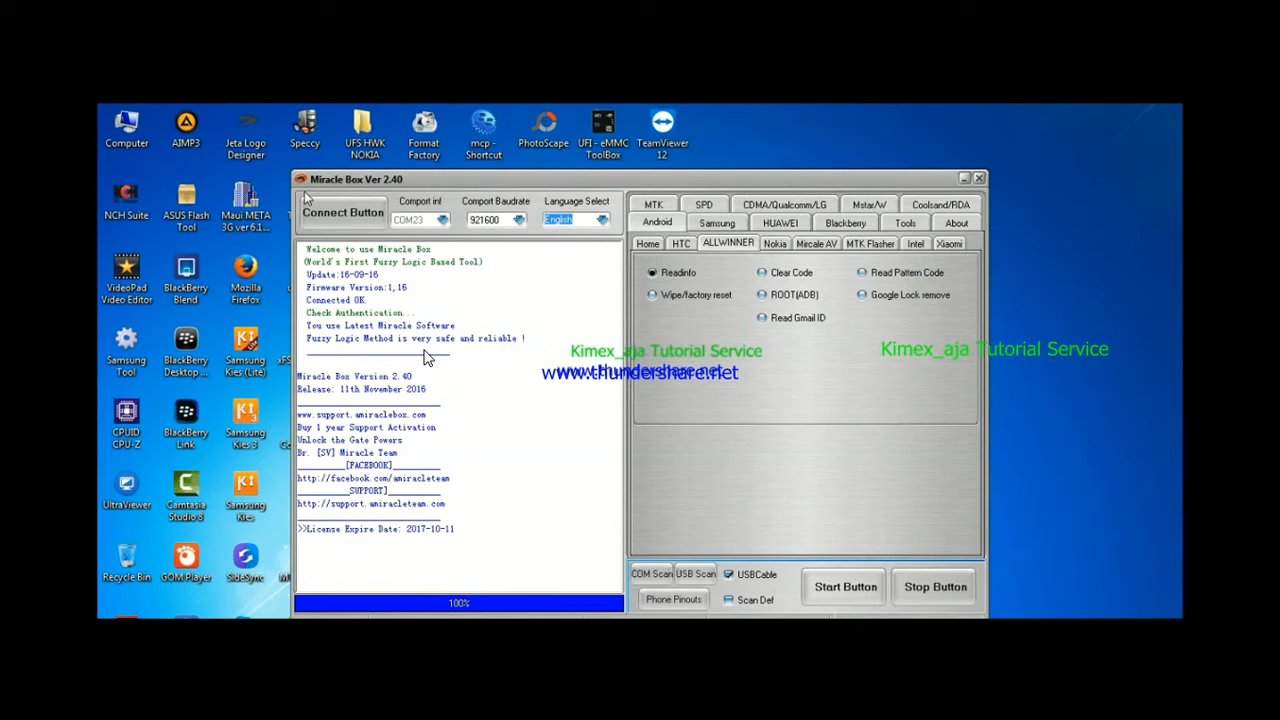 Computer
AIMP3
Jeta Logo
Designer
Speccy
UFS HWK
NOKIA
Format
Factory
mcp -
Shortcut
PhotoScape
UFI - eMMC
ToolBox
TeamViewer
12
NCH Suite
ASUS Flash
Tool
Maui META
3G ver6.1...
VideoPad
Video Editor
BlackBerry
Blend
Mozilla
Firefox
Samsung
Tool
BlackBerry
Desktop ...
Samsung
Kies (Lite)
CPUID
CPU-Z
BlackBerry
Link
Samsung
Kies 3
UltraViewer
Camtasia
Studio 8
Samsung
Kies
Recycle Bin
GOM Player
SideSync
Miracle Box Ver 2.40
Connect Button
Comport inf
COM23
Comport Baudrate
921600
Language Select
English
Welcome to use Miracle Box
(World's First Fuzzy Logic Based Tool)
Update:16-09-16
Firmware Version:1,16
Connected OK.
Check Authentication...
You use Latest Miracle Software
Fuzzy Logic Method is very safe and reliable !
Miracle Box Version 2.40
Release: 11th November 2016
www.support.amiraclebox.com
Buy 1 year Support Activation
Unlock the Gate Powers
Br. [SV] Miracle Team
[FACEBOOK]
http://facebook.com/amiracleteam
SUPPORT]
http://support.amiracleteam.com
>>License Expire Date: 2017-10-11
100%
MTK SPD CDMA/Qualcomm/LG Mstar/W Coolsand/RDA
Android Samsung HUAWEI Blackberry Tools About
Home HTC ALLWINNER Nokia Mircale AV MTK Flasher Intel Xiaomi
Readinfo Clear Code Read Pattern Code
Wipe/factory reset ROOT(ADB) Google Lock remove
Read Gmail ID
Kimex_aja Tutorial Service
www.thundershare.net
Kimex_aja Tutorial Service
www.thundershare.net
COM Scan USB Scan USBCable
Phone Pinouts Scan Def
Start Button Stop Button